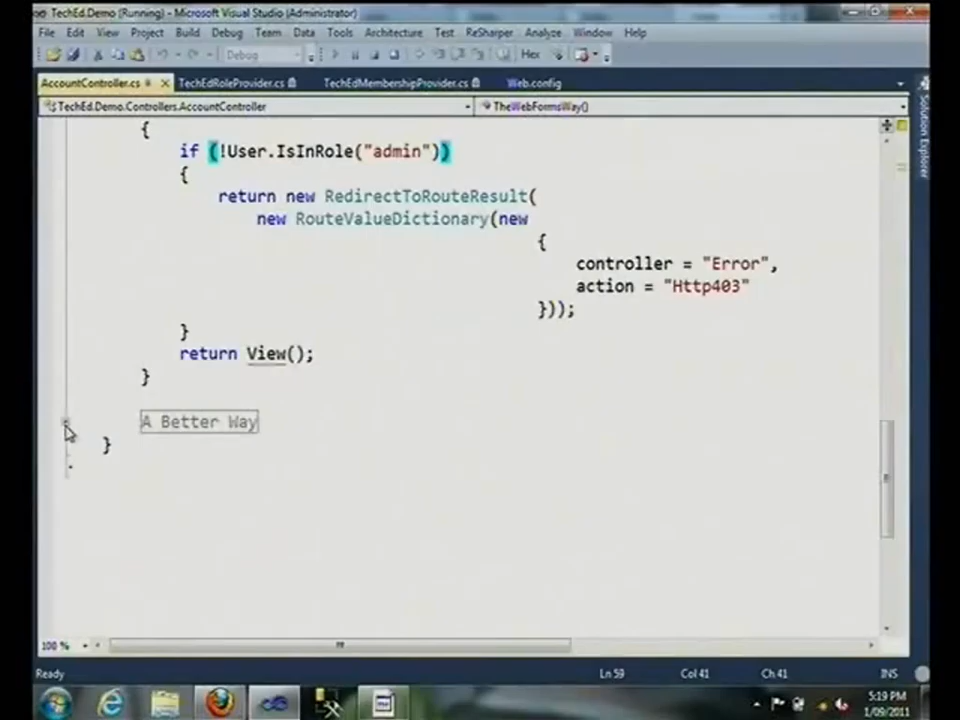 TechEd.Demo (Running) - Microsoft Visual Studio (Administrator)
File Edit View Project Build Debug Team Data Tools Architecture Test ReSharper Analyze Window Help
Debug Hex
AccountController.cs TechEdRoleProvider.cs TechEdMembershipProvider.cs Web.config
TechEd.Demo.Controllers.AccountController TheWebFormsWay()
Solution Explorer
{
if (!User.IsInRole("admin"))
{
return new RedirectToRouteResult(
new RouteValueDictionary(new
{
controller = "Error",
action = "Http403"
}));
}
return View();
}
A Better Way
}
100 %
Ready Ln 59 Col 41 Ch 41 INS
5:19 PM
1/09/2011